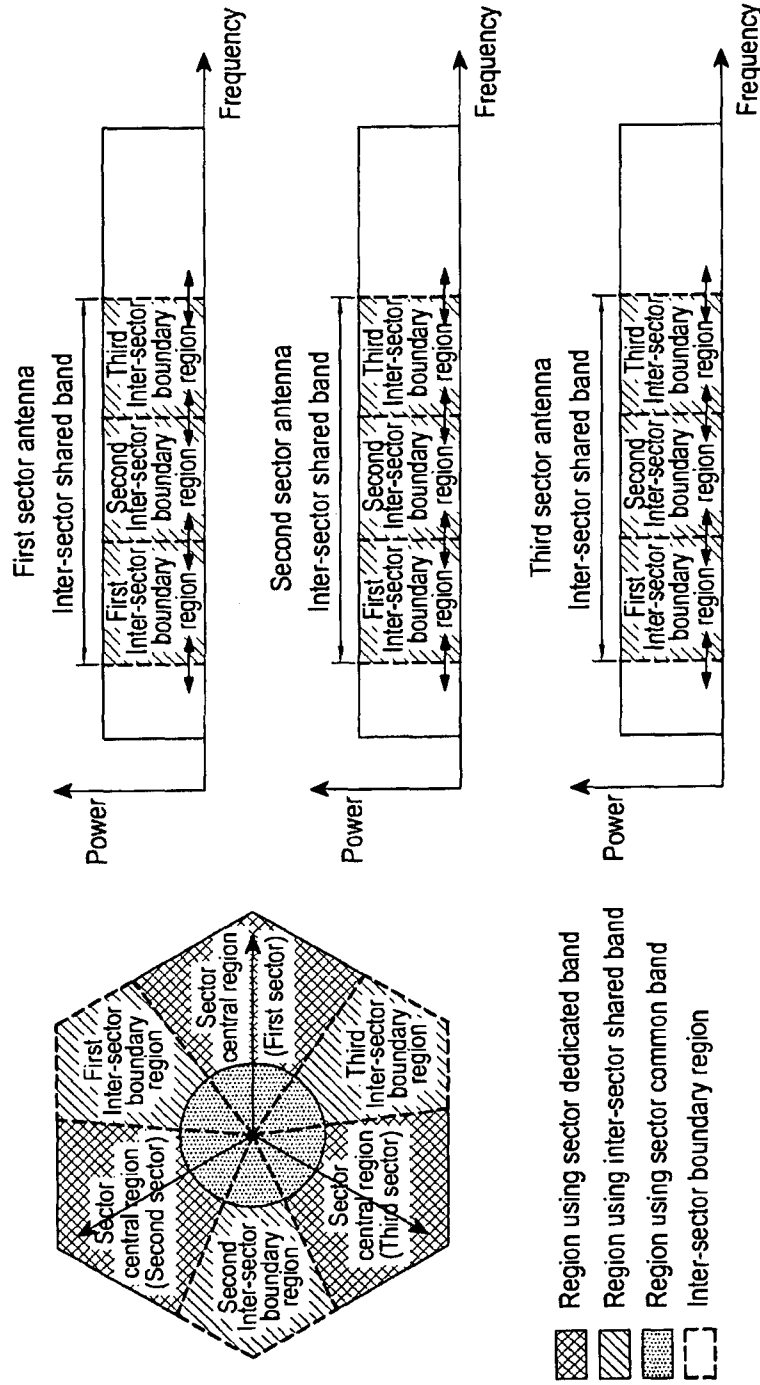 First
Inter-sector
boundary
region
Sector
central region
(Second sector)
Sector
central region
(First sector)
Second
Inter-sector
boundary
region
Third
Inter-sector
boundary
region
Sector
central region
(Third sector)
Region using sector dedicated band
Region using inter-sector shared band
Region using sector common band
Inter-sector boundary region
First sector antenna
Inter-sector shared band
Power
First
Inter-sector
boundary
region
Second
Inter-sector
boundary
region
Third
Inter-sector
boundary
region
Frequency
Second sector antenna
Inter-sector shared band
Power
First
Inter-sector
boundary
region
Second
Inter-sector
boundary
region
Third
Inter-sector
boundary
region
Frequency
Third sector antenna
Inter-sector shared band
Power
First
Inter-sector
boundary
region
Second
Inter-sector
boundary
region
Third
Inter-sector
boundary
region
Frequency